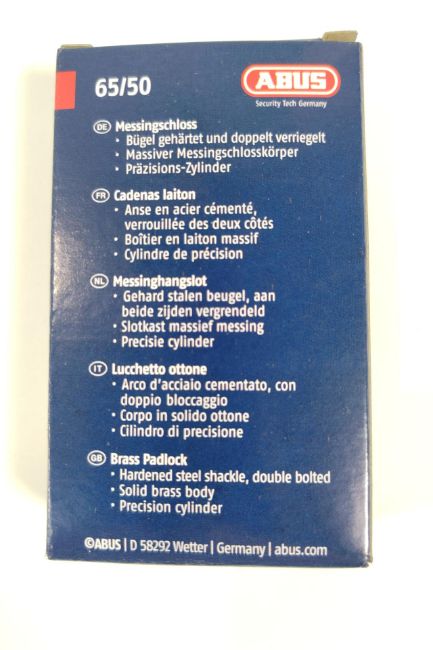 65/50
ABUS
Security Tech Germany
DE Messingschloss
· Bügel gehärtet und doppelt verriegelt
· Massiver Messingschlosskörper
· Präzisions-Zylinder
FR Cadenas laiton
· Anse en acier cémenté,
verrouillée des deux côtés
· Boîtier en laiton massif
· Cylindre de précision
NL Messinghangslot
· Gehard stalen beugel, aan
beide zijden vergrendeld
· Slotkast massief messing
· Precisie cylinder
IT Lucchetto ottone
· Arco d'acciaio cementato, con
doppio bloccaggio
· Corpo in solido ottone
· Cilindro di precisione
GB Brass Padlock
· Hardened steel shackle, double bolted
· Solid brass body
· Precision cylinder
©ABUS | D 58292 Wetter | Germany | abus.com